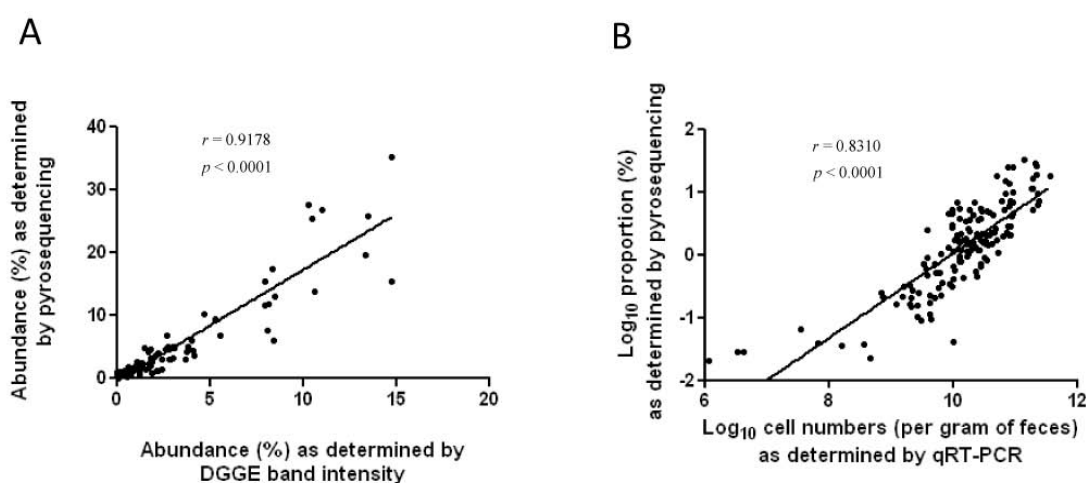 A
Abundance (%) as determined
by pyrosequencing
40
30
20
10
0
r = 0.9178
p < 0.0001
0 5 10 15 20
Abundance (%) as determined by
DGGE band intensity
B
Log10 proportion (%)
as determined by pyrosequencing
2
1
0
-1
-2
r = 0.8310
p < 0.0001
6 8 10 12
Log10 cell numbers (per gram of feces)
as determined by qRT-PCR